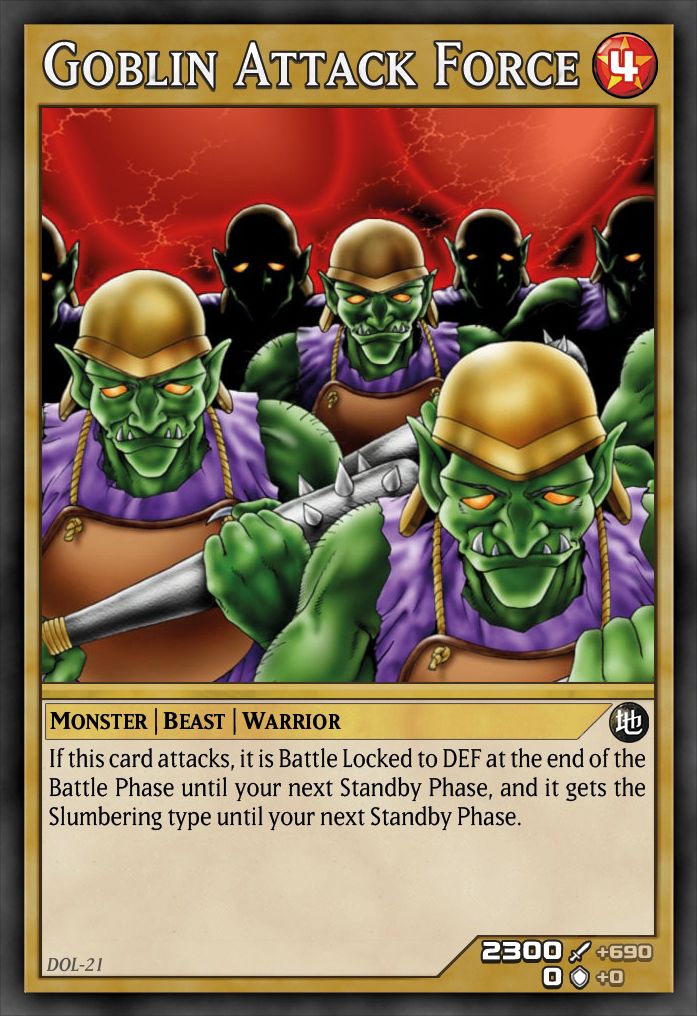 Goblin Attack Force 4
Monster | Beast | Warrior
If this card attacks, it is Battle Locked to DEF at the end of the
Battle Phase until your next Standby Phase, and it gets the
Slumbering type until your next Standby Phase.
2300 +690
DOL-21 0 +0